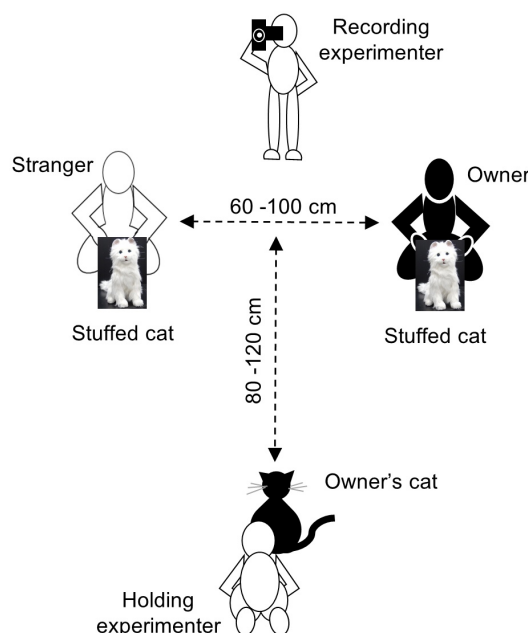 Recording
experimenter
Stranger
Owner
60 -100 cm
Stuffed cat
Stuffed cat
80 -120 cm
Owner’s cat
Holding
experimenter